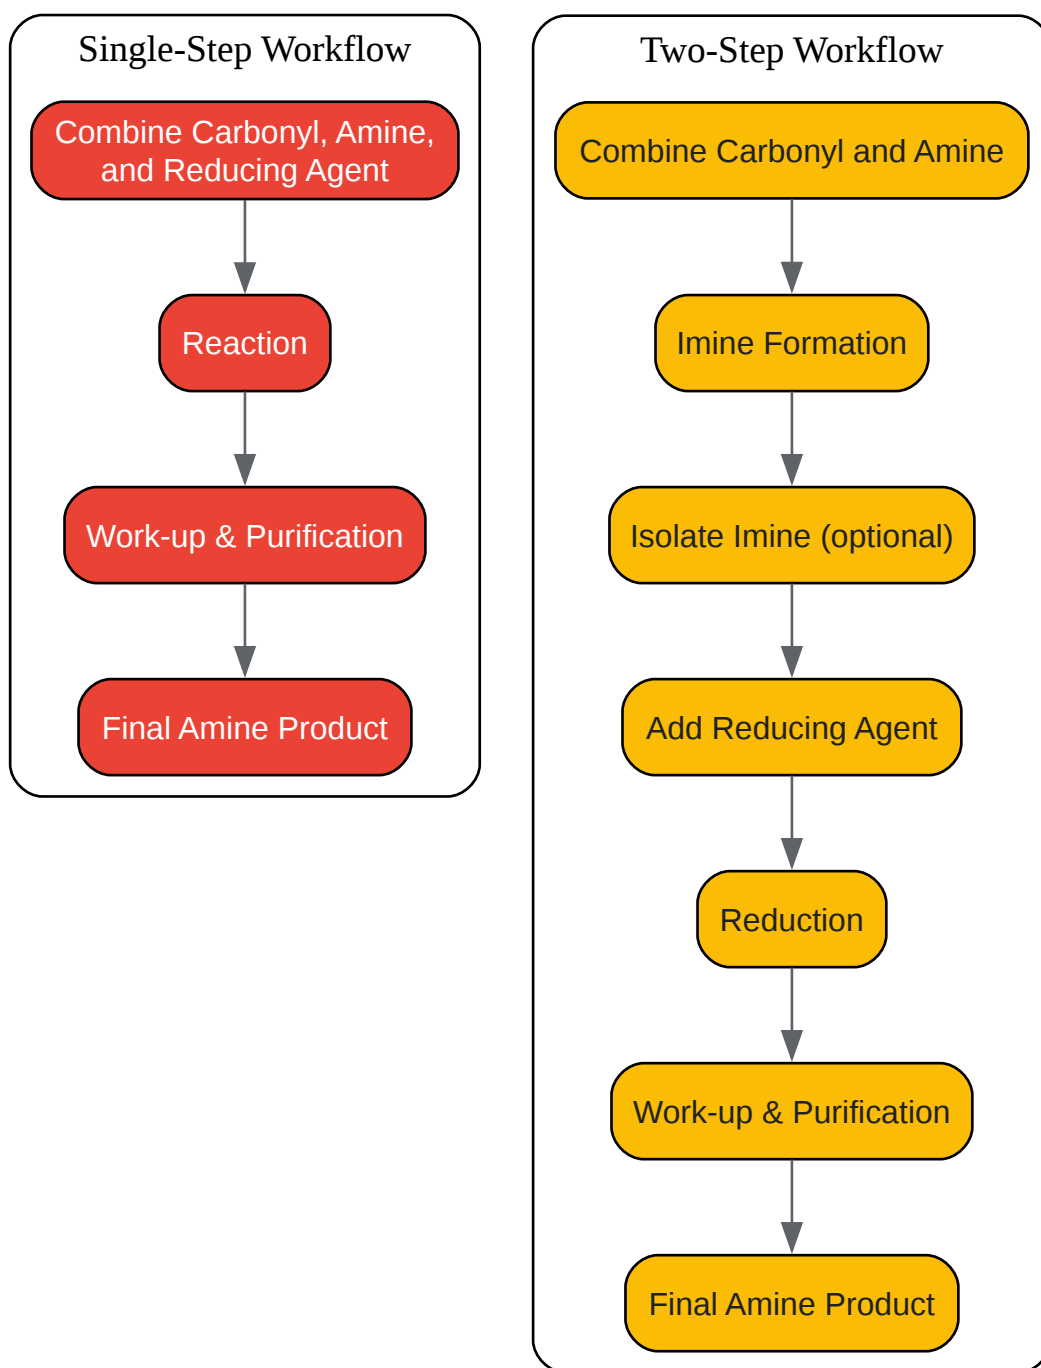 Single-Step Workflow
Combine Carbonyl, Amine,
and Reducing Agent
Reaction
Work-up & Purification
Final Amine Product
Two-Step Workflow
Combine Carbonyl and Amine
Imine Formation
Isolate Imine (optional)
Add Reducing Agent
Reduction
Work-up & Purification
Final Amine Product